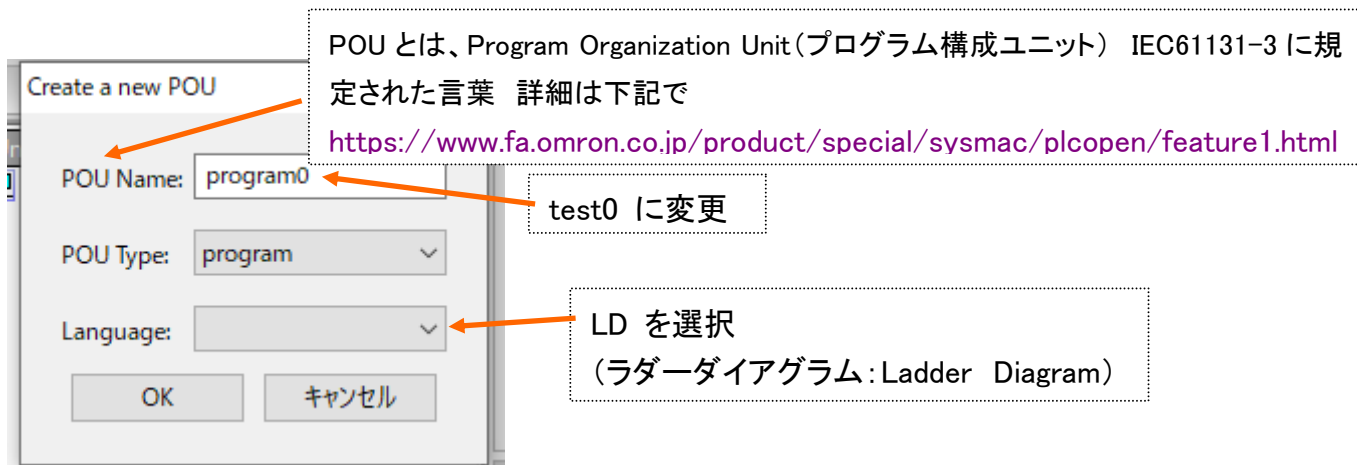 POU とは、Program Organization Unit(プログラム構成ユニット) IEC61131-3 に規
定された言葉 詳細は下記で
https://www.fa.omron.co.jp/product/special/sysmac/plcopen/feature1.html
Create a new POU
POU Name: program0
test0 に変更
POU Type: program
Language:
LD を選択
(ラダーダイアグラム:Ladder Diagram)
OK キャンセル